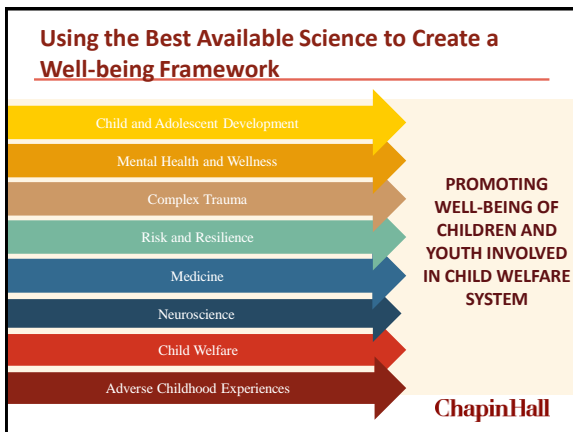 Using the Best Available Science to Create a
Well-being Framework
Child and Adolescent Development
Mental Health and Wellness
Complex Trauma
Risk and Resilience
Medicine
Neuroscience
Child Welfare
Adverse Childhood Experiences
PROMOTING
WELL-BEING OF
CHILDREN AND
YOUTH INVOLVED
IN CHILD WELFARE
SYSTEM
ChapinHall